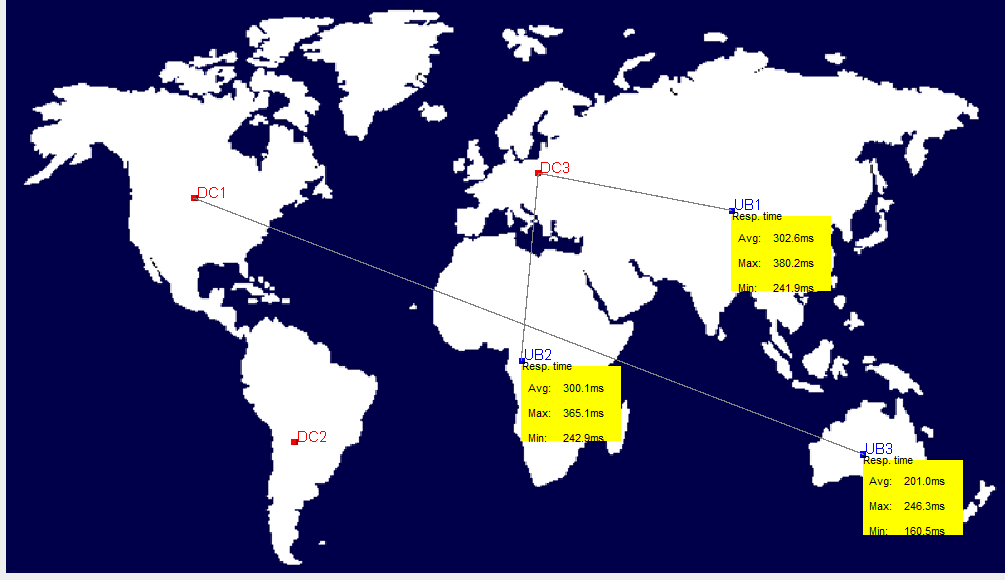 DC3
DC1
UB1
Resp. time
Avg: 302.6ms
Max: 380.2ms
Min: 241.9ms
UB2
Resp. time
Avg: 300.1ms
Max: 365.1ms
Min: 242.9ms
DC2
UB3
Resp. time
Avg: 201.0ms
Max: 246.3ms
Min: 160.5ms